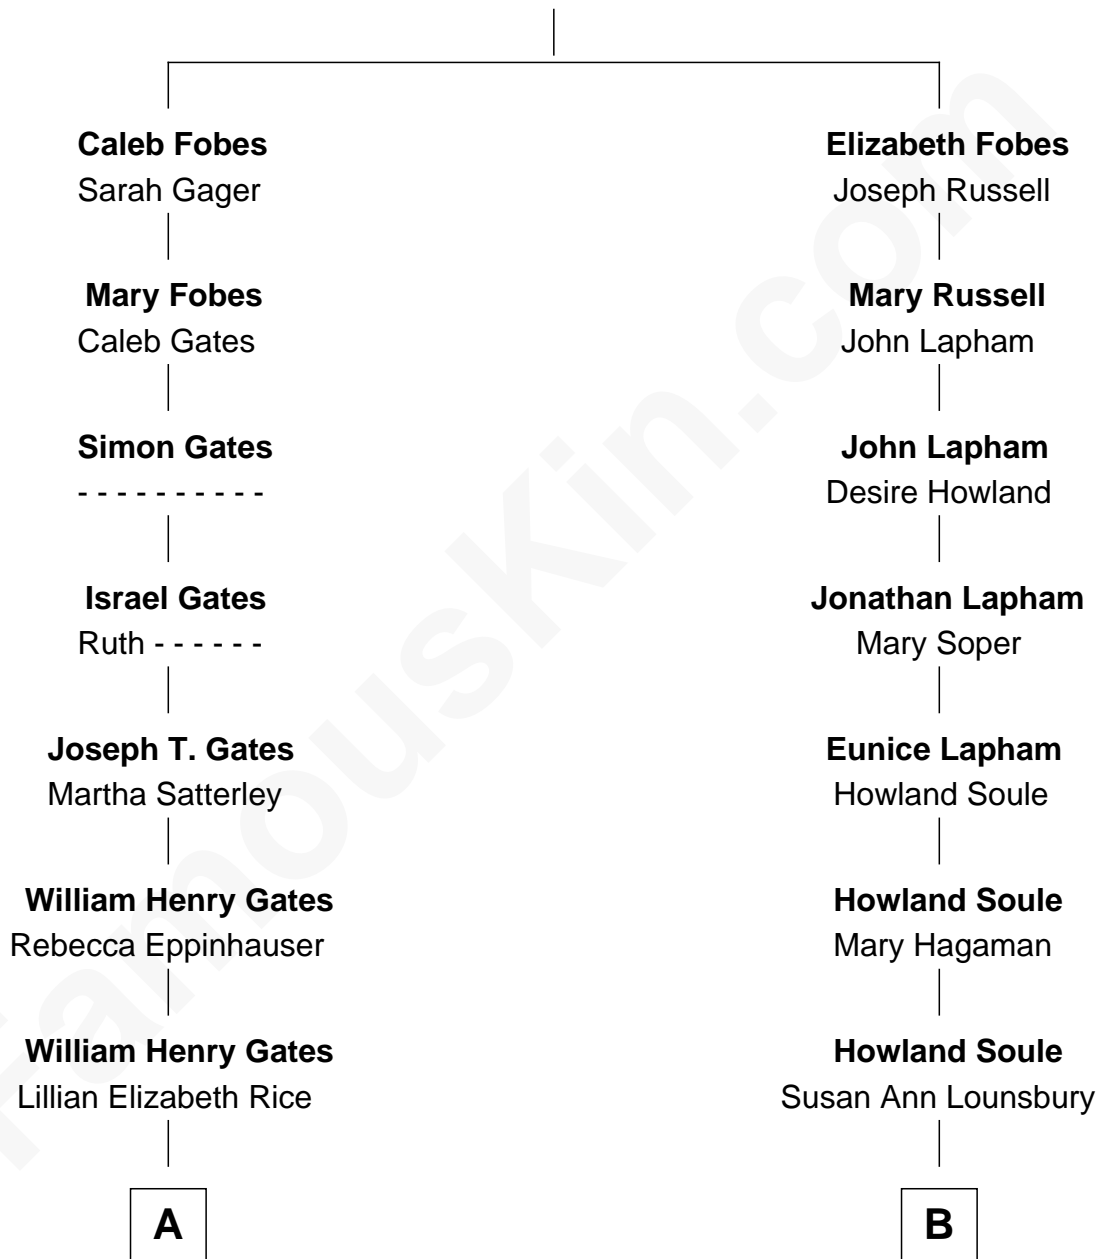 Caleb Fobes
Sarah Gager
Elizabeth Fobes
Joseph Russell
Mary Fobes
Caleb Gates
Mary Russell
John Lapham
Simon Gates
- - - - - - - - - -
John Lapham
Desire Howland
Israel Gates
Ruth - - - - - -
Jonathan Lapham
Mary Soper
Joseph T. Gates
Martha Satterley
Eunice Lapham
Howland Soule
William Henry Gates
Rebecca Eppinhauser
Howland Soule
Mary Hagaman
William Henry Gates
Lillian Elizabeth Rice
Howland Soule
Susan Ann Lounsbury
A
B
FamousKin.com